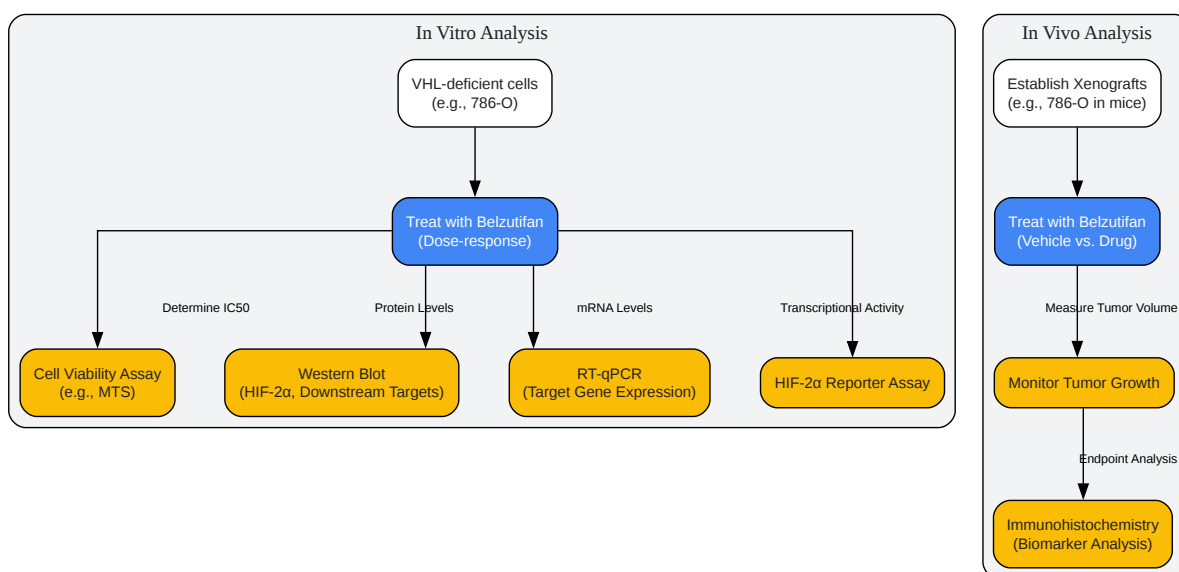 In Vitro Analysis
VHL-deficient cells
(e.g., 786-O)
Treat with Belzutifan
(Dose-response)
Determine IC50
Protein Levels
mRNA Levels
Transcriptional Activity
Cell Viability Assay
(e.g., MTS)
Western Blot
(HIF-2α, Downstream Targets)
RT-qPCR
(Target Gene Expression)
HIF-2α Reporter Assay
In Vivo Analysis
Establish Xenografts
(e.g., 786-O in mice)
Treat with Belzutifan
(Vehicle vs. Drug)
Measure Tumor Volume
Monitor Tumor Growth
Endpoint Analysis
Immunohistochemistry
(Biomarker Analysis)